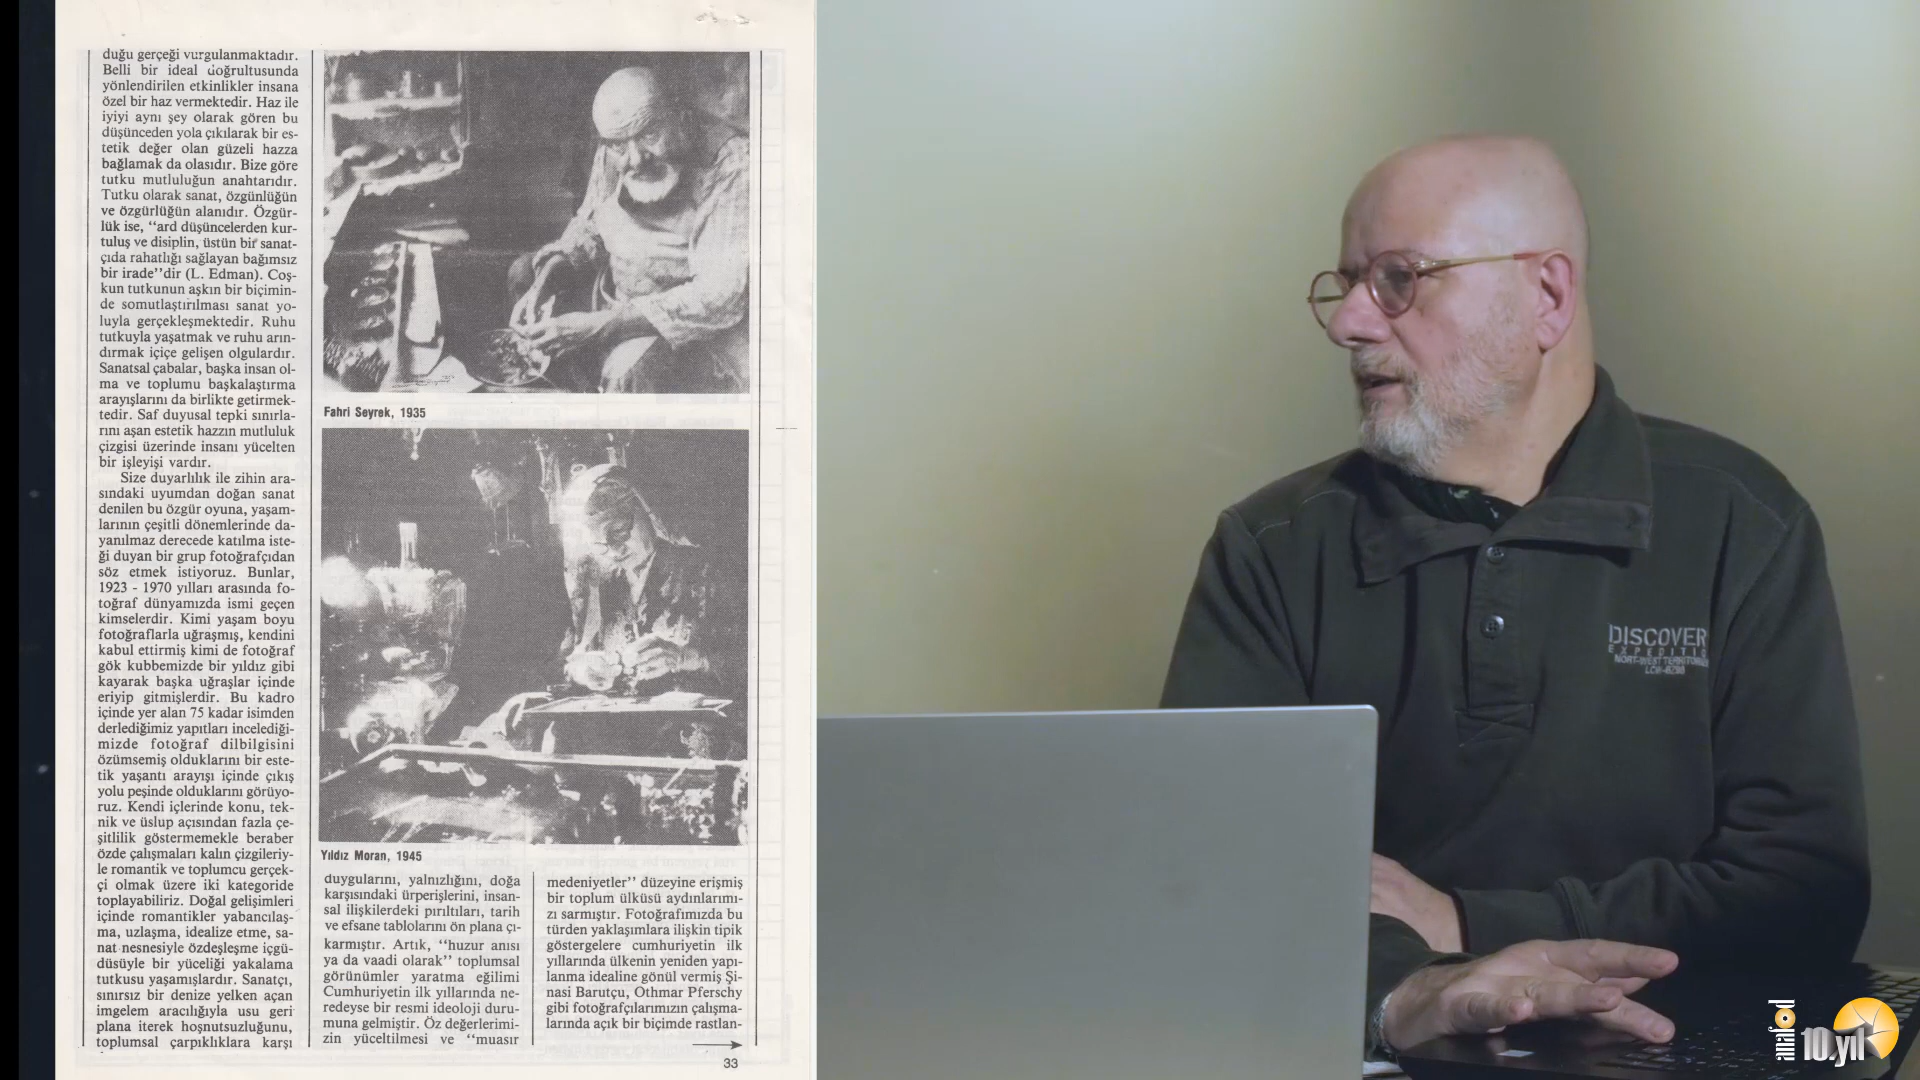 duğu gerçeği vurgulanmaktadır.
Belli bir ideal doğrultusunda
yönlendirilen etkinlikler insana
özel bir haz vermektedir. Haz ile
iyiyi aynı şey olarak gören bu
düşünceden yola çıkılarak bir es-
tetik değer olan güzeli hazza
bağlamak da olasıdır. Bize göre
tutku mutluluğun anahtarıdır.
Tutku olarak sanat, özgünlüğün
ve özgürlüğün alanıdır. Özgür-
lük ise, ‘‘ard düşüncelerden kur-
tuluş ve disiplin, üstün bir sanat-
çıda rahatlığı sağlayan bağımsız
bir irade’’dir (L. Edman). Coş-
kun tutkunun aşkın bir biçimin-
de somutlaştırılması sanat yo-
luyla gerçekleşmektedir. Ruhu
tutkuyla yaşatmak ve ruhu arın-
dırmak içiçe gelişen olgulardır.
Sanatsal çabalar, başka insan ol-
ma ve toplumu başkalaştırma
arayışlarını da birlikte getirmek-
tedir. Saf duyusal tepki sınırla-
rını aşan estetik hazzın mutluluk
çizgisi üzerinde insanı yücelten
bir işleyişi vardır.
Size duyarlılık ile zihin ara-
sındaki uyumdan doğan sanat
denilen bu özgür oyuna, yaşam-
larının çeşitli dönemlerinde da-
yanılmaz derecede katılma iste-
ği duyan bir grup fotoğrafçıdan
söz etmek istiyoruz. Bunlar,
1923 - 1970 yılları arasında fo-
toğraf dünyamızda ismi geçen
kimselerdir. Kimi yaşam boyu
fotoğraflarla uğraşmış, kendini
kabul ettirmiş kimi de fotoğraf
gök kubbemizde bir yıldız gibi
kayarak başka uğraşlar içinde
eriyip gitmişlerdir. Bu kadro
içinde yer alan 75 kadar isimden
derlediğimiz yapıtları incelediği-
mizde fotoğraf dilbilgisini
özümsemiş olduklarını bir este-
tik yaşantı arayışı içinde çıkış
yolu peşinde olduklarını görüyo-
ruz. Kendi içlerinde konu, tek-
nik ve üslup açısından fazla çe-
şitlilik göstermemekle beraber
özde çalışmaları kalın çizgileriy-
le romantik ve toplumcu gerçek-
çi olmak üzere iki kategoride
toplayabiliriz. Doğal gelişimleri
içinde romantikler yabancılaş-
ma, uzlaşma, idealize etme, sa-
nat nesnesiyle özdeşleşme içgü-
düsüyle bir yüceliği yakalama
tutkusu yaşamışlardır. Sanatçı,
sınırsız bir denize yelken açan
imgelem aracılığıyla usu geri
plana iterek hoşnutsuzluğunu,
toplumsal çarpıklıklara karşı
Fahri Seyrek, 1935
Yıldız Moran, 1945
duygularını, yalnızlığını, doğa
karşısındaki ürperişlerini, insan-
sal ilişkilerdeki pırıltıları, tarih
ve efsane tablolarını ön plana çı-
karmıştır. Artık, ‘‘huzur anısı
ya da vaadi olarak’’ toplumsal
görünümler yaratma eğilimi
Cumhuriyetin ilk yıllarında ne-
redeyse bir resmi ideoloji duru-
muna gelmiştir. Öz değerlerimi-
zin yüceltilmesi ve ‘‘muasır
medeniyetler’’ düzeyine erişmiş
bir toplum ülküsü aydınlarımı-
zı sarmıştır. Fotoğrafımızda bu
türden yaklaşımlara ilişkin tipik
göstergelere cumhuriyetin ilk
yıllarında ülkenin yeniden yapı-
lanma idealine gönül vermiş Şi-
nasi Barutçu, Othmar Pferschy
gibi fotoğrafçılarımızın çalışma-
larında açık bir biçimde rastlan-
33
DISCOVER
EXPEDITIO
anafod
10.yıl